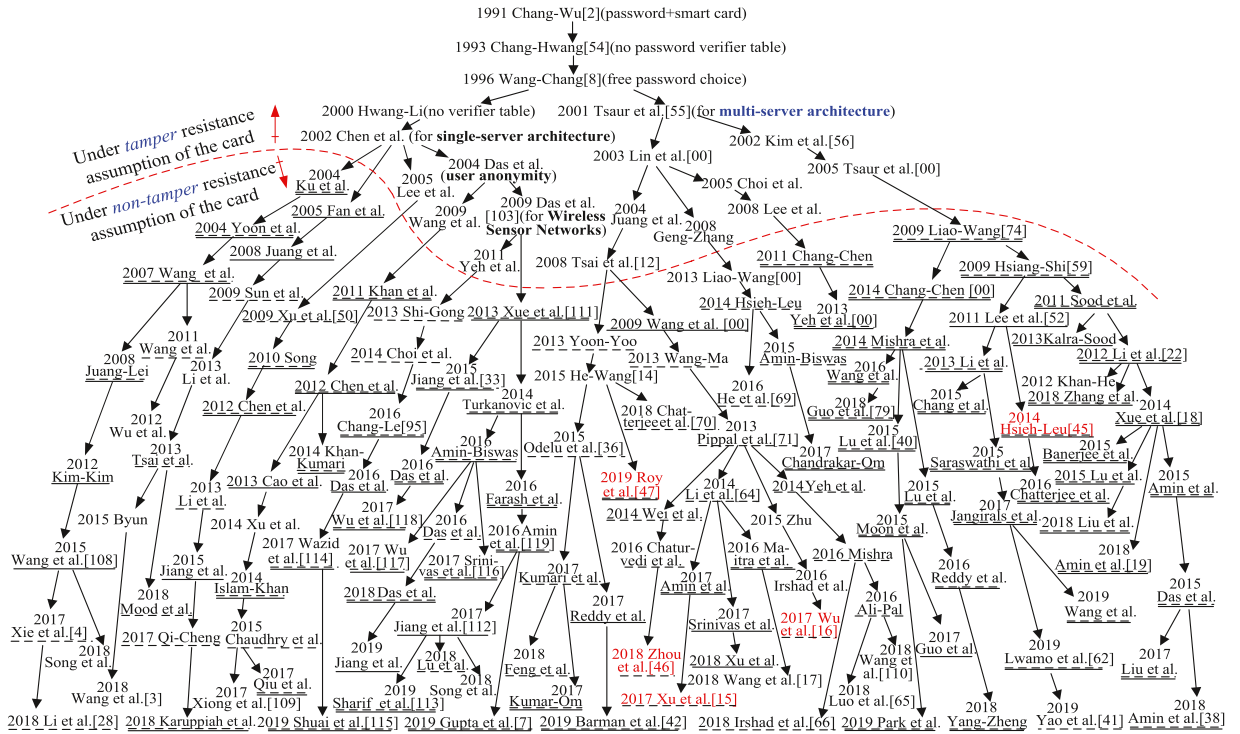 1991 Chang-Wu[2](password+smart card)
1993 Chang-Hwang[54](no password verifier table)
1996 Wang-Chang[8](free password choice)
2000 Hwang-Li(no verifier table)
2001 Tsaur et al.[55](for multi-server architecture)
Under tamper resistance
assumption of the card
Under non-tamper resistance
assumption of the card
2002 Chen et al. (for single-server architecture)
2002 Kim et al.[56]
2003 Lin et al.[00]
2005 Tsaur et al.[00]
2004
Ku et al.
2005
Lee et al.
2004 Das et al.
(user anonymity)
2005 Choi et al.
2005 Fan et al.
2009
Wang et al.
2009 Das et al.
[103](for Wireless
Sensor Networks)
2004
Juang et al.
2008
Geng-Zhang
2008 Lee et al.
2009 Liao-Wang[74]
2004 Yoon et al.
2008 Juang et al.
2011
Yeh et al.
2008 Tsai et al.[12]
2011 Chang-Chen
2009 Hsiang-Shi[59]
2007 Wang et al.
2009 Sun et al.
2011 Khan et al.
2013 Liao-Wang[00]
2014 Chang-Chen [00]
2011 Sood et al.
2009 Xu et al.[50]
2013 Shi-Gong
2013 Xue et al.[111]
2009 Wang et al. [00]
2014 Hsieh-Leu
2013
Yeh et al.[00]
2011 Lee et al.[52]
2011
Wang et al.
2014 Mishra et al.
2013Kalra-Sood
2008
Juang-Lei
2013
Li et al.
2010 Song
2014 Choi et al.
2013 Yoon-Yoo
2013 Wang-Ma
2015
Amin-Biswas
2016
Wang et al.
2013 Li et al.
2012 Li et al.[22]
2012 Chen et al.
2012 Chen et al.
2015
Jiang et al.[33]
2015 He-Wang[14]
2016
He et al.[69]
2018
Guo et al.[79]
2015
Chang et al.
2012 Khan-He
2018 Zhang et al.
2012
Wu et al.
2016
Chang-Le[95]
2014
Turkanovic et al.
2018 Chat-
terjee et al.[70]
2013
Pippal et al.[71]
2014
Hsieh-Leu[45]
2014
Xue et al.[18]
2013
Tsai et al.
2014 Khan-
Kumari
2016
Amin-Biswas
2015
Odelu et al.[36]
2017
Chandrakar-Om
2015
Lu et al.[40]
2015
Saraswathi et al.
2015
Banerjee et al.
2012
Kim-Kim
2013
Li et al.
2013 Cao et al.
2016
Das et al.
2016
Das et al.
2016
Farash et al.
2019 Roy
et al.[47]
2014
Li et al.[64]
2014Yeh et al.
2015
Lu et al.
2016
Chatterjee et al.
2015 Lu et al.
2015
Amin et al.
2015 Byun
2014 Xu et al.
2017
Wu et al.[118]
2016
Das et al.
2016Amin
et al.[119]
2014 Wei et al.
2015 Zhu
2015
Moon et al.
2017
Jangirals et al.
2018 Liu et al.
2015
Wang et al.[108]
2015
Jiang et al.
2017 Wazid
et al.[114]
2017 Wu
et al.[117]
2017 Srini-
vas et al.[116]
2017
Kumari et al.
2016 Chatur-
vedi et al.
2016 Ma-
itra et al.
2016 Mishra
2016
Reddy et al.
2018
Amin et al.[19]
2018
Mood et al.
2014
Islam-Khan
2018Das et al.
2017
Amin et al.
2016
Irshad et al.
2016
Ali-Pal
2019
Wang et al.
2015
Das et al.
2017
Xie et al.[4]
2017 Qi-Cheng
2015
Chaudhry et al.
2017
Jiang et al.[112]
2017
Reddy et al.
2017
Srinivas et al.
2017 Wu
et al.[16]
2017
Guo et al.
2018
Song et al.
2019
Jiang et al.
2018
Lu et al.
2018
Feng et al.
2018 Zhou
et al.[46]
2018 Xu et al.
2018
Wang et al.
[110]
2019
Lwamo et al.[62]
2017
Liu et al.
2018
Wang et al.[3]
2017
Xiong et al.[109]
2017
Qiu et al.
2019
Sharif et al.[113]
2018
Song et al.
2017
Kumar-Om
2017 Xu et al.[15]
2018 Wang et al.[17]
2018
Luo et al.[65]
2018 Li et al.[28]
2018 Karuppiah et al.
2019 Shuai et al.[115]
2019 Gupta et al.[7]
2019 Barman et al.[42]
2018 Irshad et al.[66]
2019 Park et al.
2018
Yang-Zheng
2019
Yao et al.[41]
2018
Amin et al.[38]